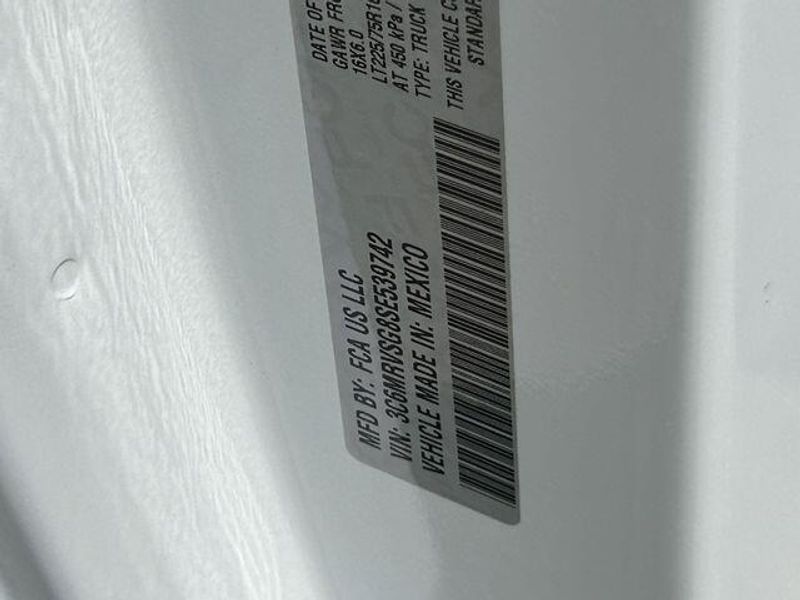 MFD BY: FCA US LLC
VIN: 3C6MRVSG8SE539742
VEHICLE MADE IN: MEXICO
DATE OF
GAWR FR
16X6.0
LT225/75R1
AT 450 kPa /
TYPE: TRUCK
THIS VEHICLE C
STANDAR